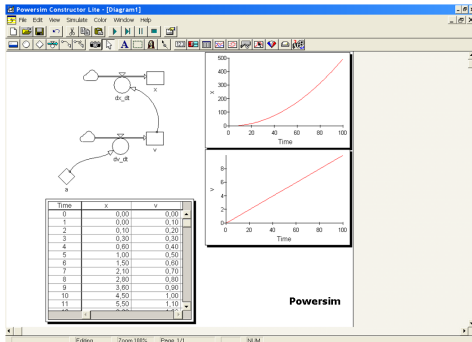 Powersim Constructor Lite - [Diagram1]
File Edit View Simulate Color Window Help
x
dx_dt
v
dv_dt
a
500
400
300
200
100
0
x
0 20 40 60 80 100
Time
8
6
4
2
0
v
0 20 40 60 80 100
Time
Time x v
0 0,00 0,00
1 0,00 0,10
2 0,10 0,20
3 0,30 0,30
4 0,60 0,40
5 1,00 0,50
6 1,50 0,60
7 2,10 0,70
8 2,80 0,80
9 3,60 0,90
10 4,50 1,00
11 5,50 1,10
Powersim
Editing Zoom 100% Page 1/1 NUM